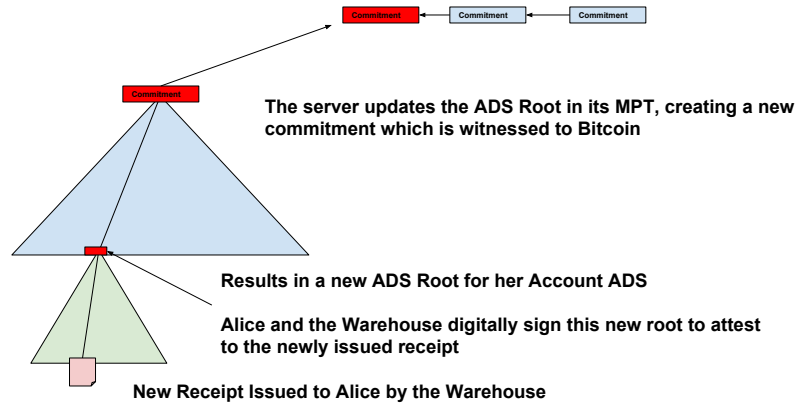 Commitment
Commitment
Commitment
Commitment
The server updates the ADS Root in its MPT, creating a new
commitment which is witnessed to Bitcoin
Results in a new ADS Root for her Account ADS
Alice and the Warehouse digitally sign this new root to attest
to the newly issued receipt
New Receipt Issued to Alice by the Warehouse